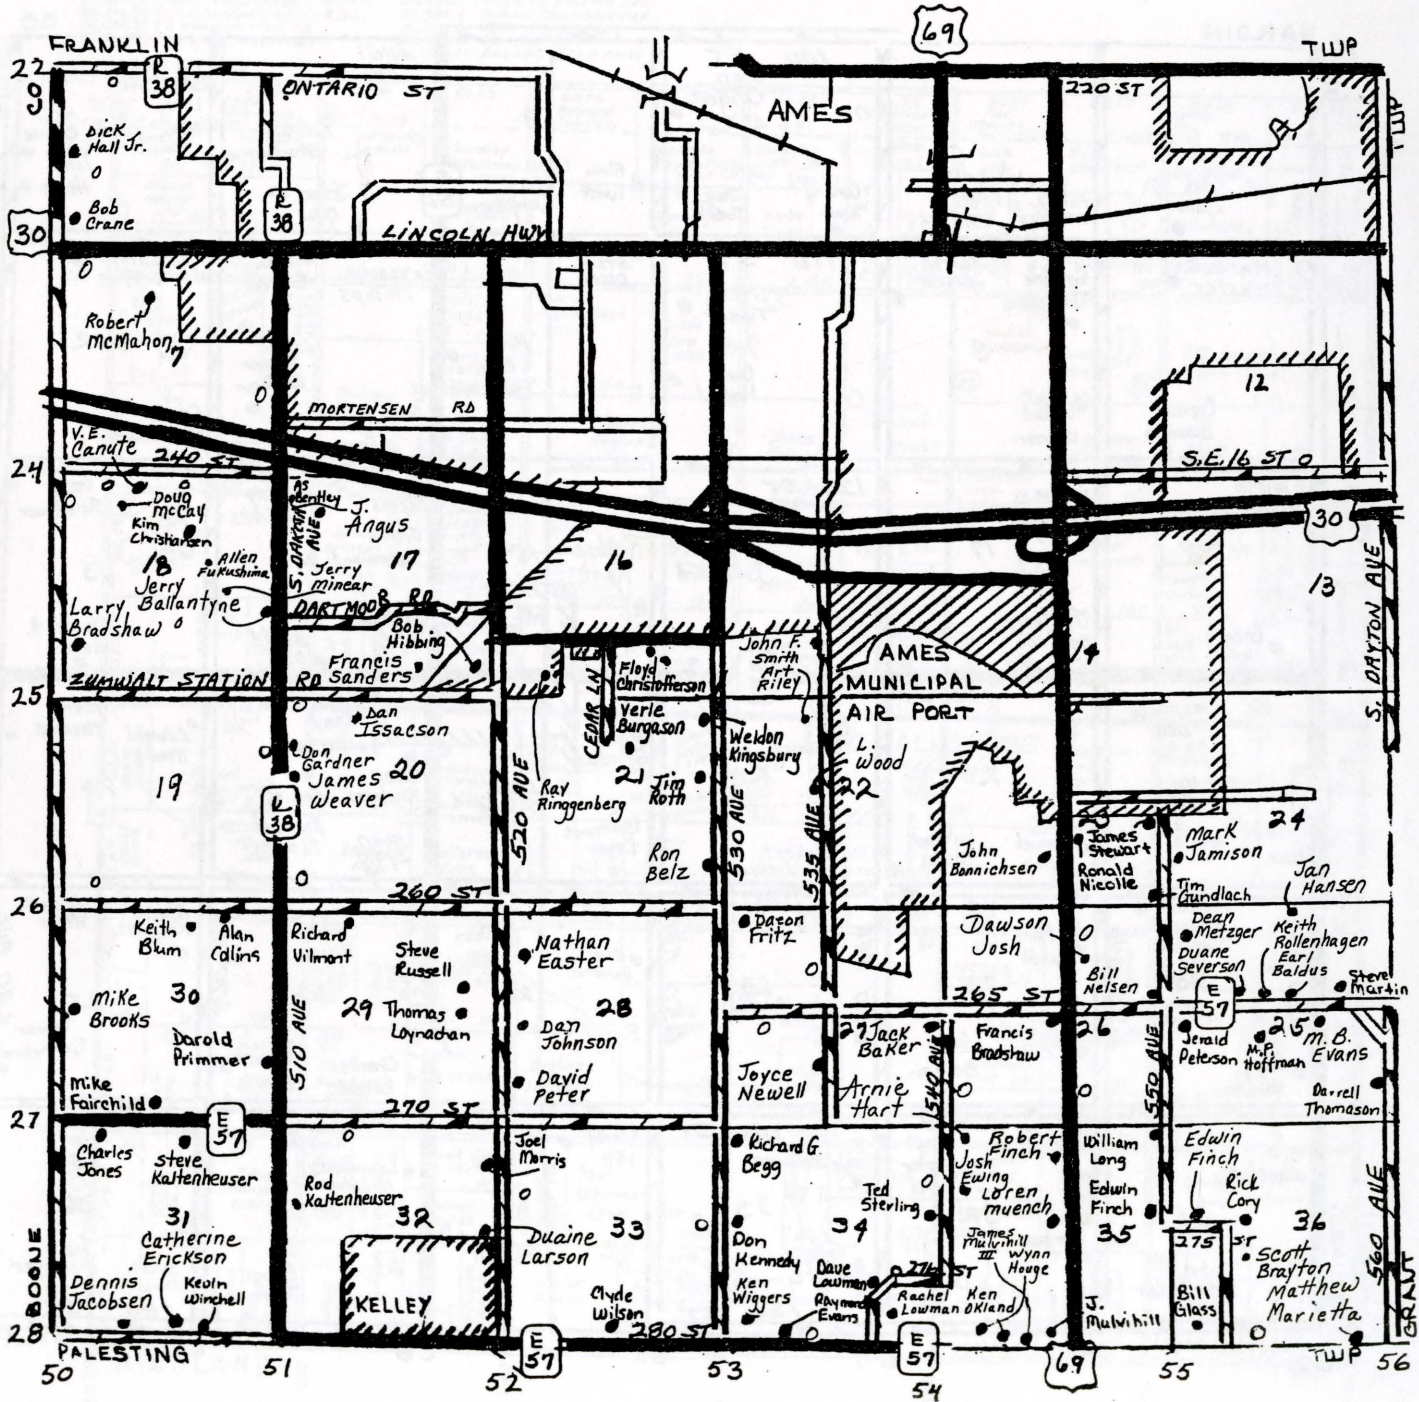 69
FRANKLIN
TWP
22
R
38
ONTARIO ST
AMES
220 ST
30
TWP
Dick
Hall Jr.
Bob
Crane
R
38
30
LINCOLN HWY
Robert
McMahon
7
12
MORTENSEN RD
V.E.
Canute
240 ST
24
S.E. 16 ST
Doug
McCay
Kim
Christiansen
As
Bentley
J.
Angus
S. DAKOTA
AVE
30
18
Allen
Fukushima
Jerry
Minear
17
16
13
S. DAYTON AVE
Jerry
Ballantyne
DARTMOOR RD
Larry
Bradshaw
Bob
Hibbing
John F.
Smith
Art
Riley
AMES
MUNICIPAL
AIR PORT
14
Francis
Sanders
Floyd
Christofferson
ZUMWALT STATION RD
25
CEDAR LN
Verle
Burgason
Dan
Issacson
Weldon
Kingsbury
L.
Wood
Don
Gardner
James
Weaver
20
19
21
22
Ray
Ringgenberg
Jim
Roth
38
520 AVE
530 AVE
535 AVE
23
24
James
Stewart
Mark
Jamison
Ron
Belz
John
Bonnichsen
Ronald
Nicolle
Jan
Hansen
Tim
Gundlach
260 ST
26
Keith
Blum
Alan
Collins
Richard
Vilmont
Steve
Russell
Nathan
Easter
Dazon
Fritz
Dawson
Josh
Dean
Metzger
Duane
Severson
Keith
Rollenhagen
Earl
Baldus
Bill
Nelsen
Steve
Martin
Mike
Brooks
30
29
Thomas
Loynachan
28
265 ST
E
57
Dan
Johnson
27
Jack
Baker
Francis
Bradshaw
26
Jerald
Peterson
M.P.
Hoffman
25
M.B.
Evans
Darold
Primmer
510 AVE
540 AVE
550 AVE
David
Peter
Joyce
Newell
Arnie
Hart
Mike
Fairchild
Darrell
Thomason
270 ST
27
E
57
Charles
Jones
Steve
Kaltenheuser
Joel
Morris
Richard G.
Begg
Robert
Finch
William
Long
Edwin
Finch
Josh
Ewing
Rod
Kaltenheuser
Ted
Sterling
Loren
Muench
Edwin
Finch
Rick
Cory
560 AVE
31
32
33
34
35
36
Catherine
Erickson
Duaine
Larson
Don
Kennedy
James
Mulvihill
III
Wynn
Houge
275 ST
Scott
Brayton
Matthew
Marietta
Dennis
Jacobsen
Kevin
Winchell
KELLEY
Clyde
Wilson
Ken
Wiggers
Dave
Lowman
276 ST
Raymond
Evans
Rachel
Lowman
Ken
Okland
J.
Mulvihill
Bill
Glass
BOONE
GRANT
28
280 ST
PALESTING
E
57
E
57
69
TWP
50
51
52
53
54
55
56